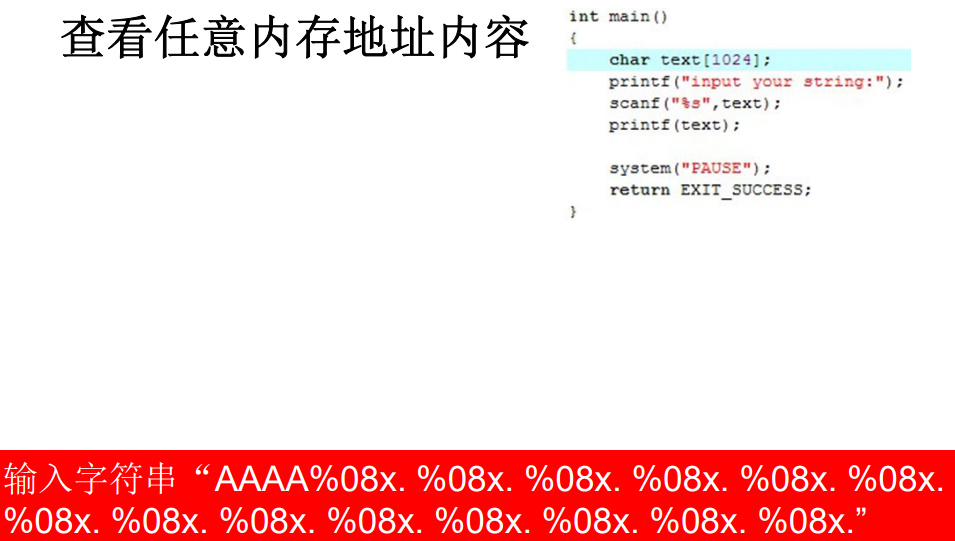 查看任意内存地址内容
int main()
{
char text[1024];
printf("input your string:");
scanf("%s",text);
printf(text);
system("PAUSE");
return EXIT_SUCCESS;
}
输入字符串“AAAA%08x. %08x. %08x. %08x. %08x. %08x.
%08x. %08x. %08x. %08x. %08x. %08x. %08x. %08x.”